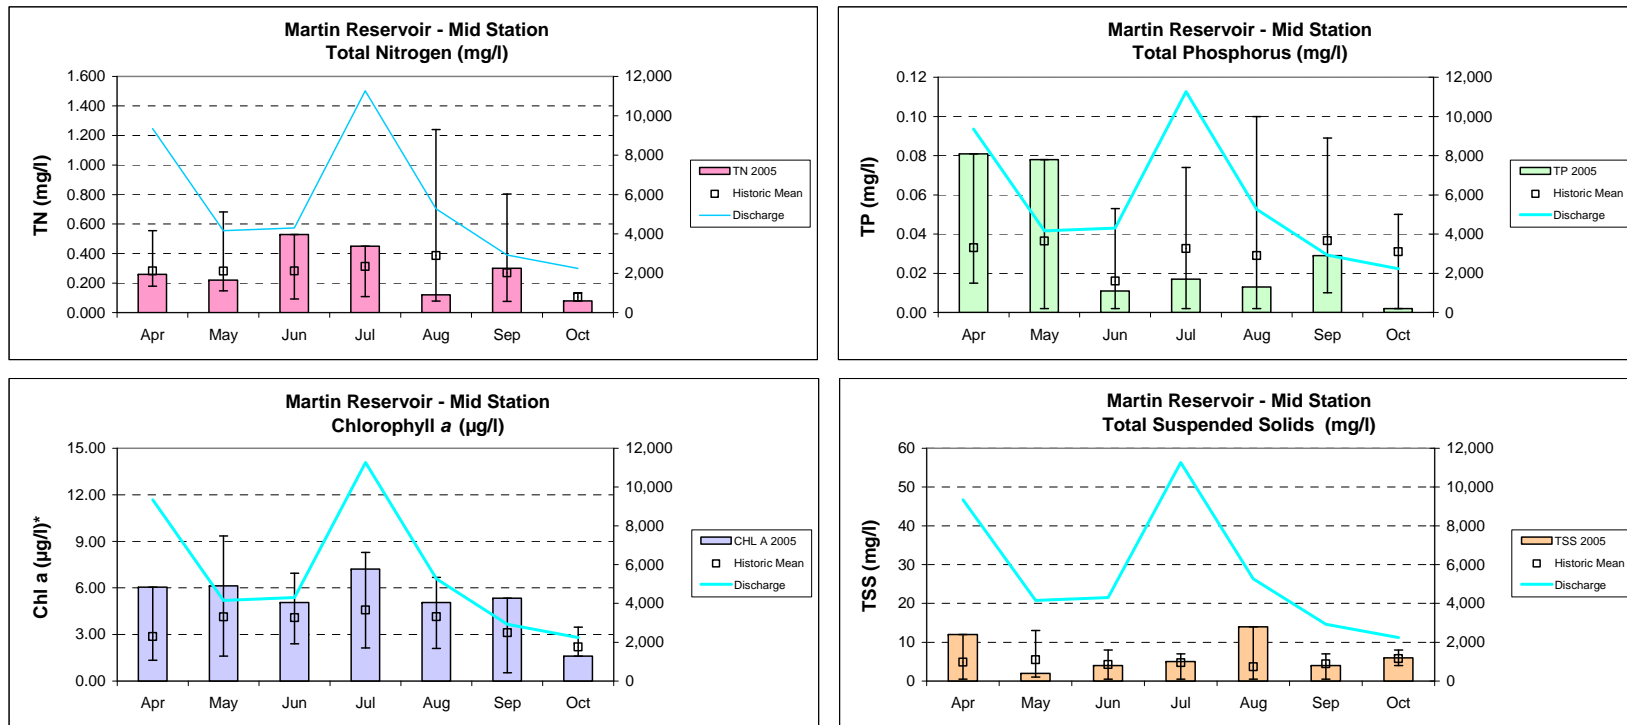 Martin Reservoir - Mid Station
Total Nitrogen (mg/l)
TN (mg/l)
1.600
1.400
1.200
1.000
0.800
0.600
0.400
0.200
0.000
12,000
10,000
8,000
6,000
4,000
2,000
0
Apr May Jun Jul Aug Sep Oct
TN 2005
Historic Mean
Discharge
Martin Reservoir - Mid Station
Total Phosphorus (mg/l)
TP (mg/l)
0.12
0.10
0.08
0.06
0.04
0.02
0.00
12,000
10,000
8,000
6,000
4,000
2,000
0
Apr May Jun Jul Aug Sep Oct
TP 2005
Historic Mean
Discharge
Martin Reservoir - Mid Station
Chlorophyll a (µg/l)
Chl a (µg/l)*
15.00
12.00
9.00
6.00
3.00
0.00
12,000
10,000
8,000
6,000
4,000
2,000
0
Apr May Jun Jul Aug Sep Oct
CHL A 2005
Historic Mean
Discharge
Martin Reservoir - Mid Station
Total Suspended Solids (mg/l)
TSS (mg/l)
60
50
40
30
20
10
0
12,000
10,000
8,000
6,000
4,000
2,000
0
Apr May Jun Jul Aug Sep Oct
TSS 2005
Historic Mean
Discharge